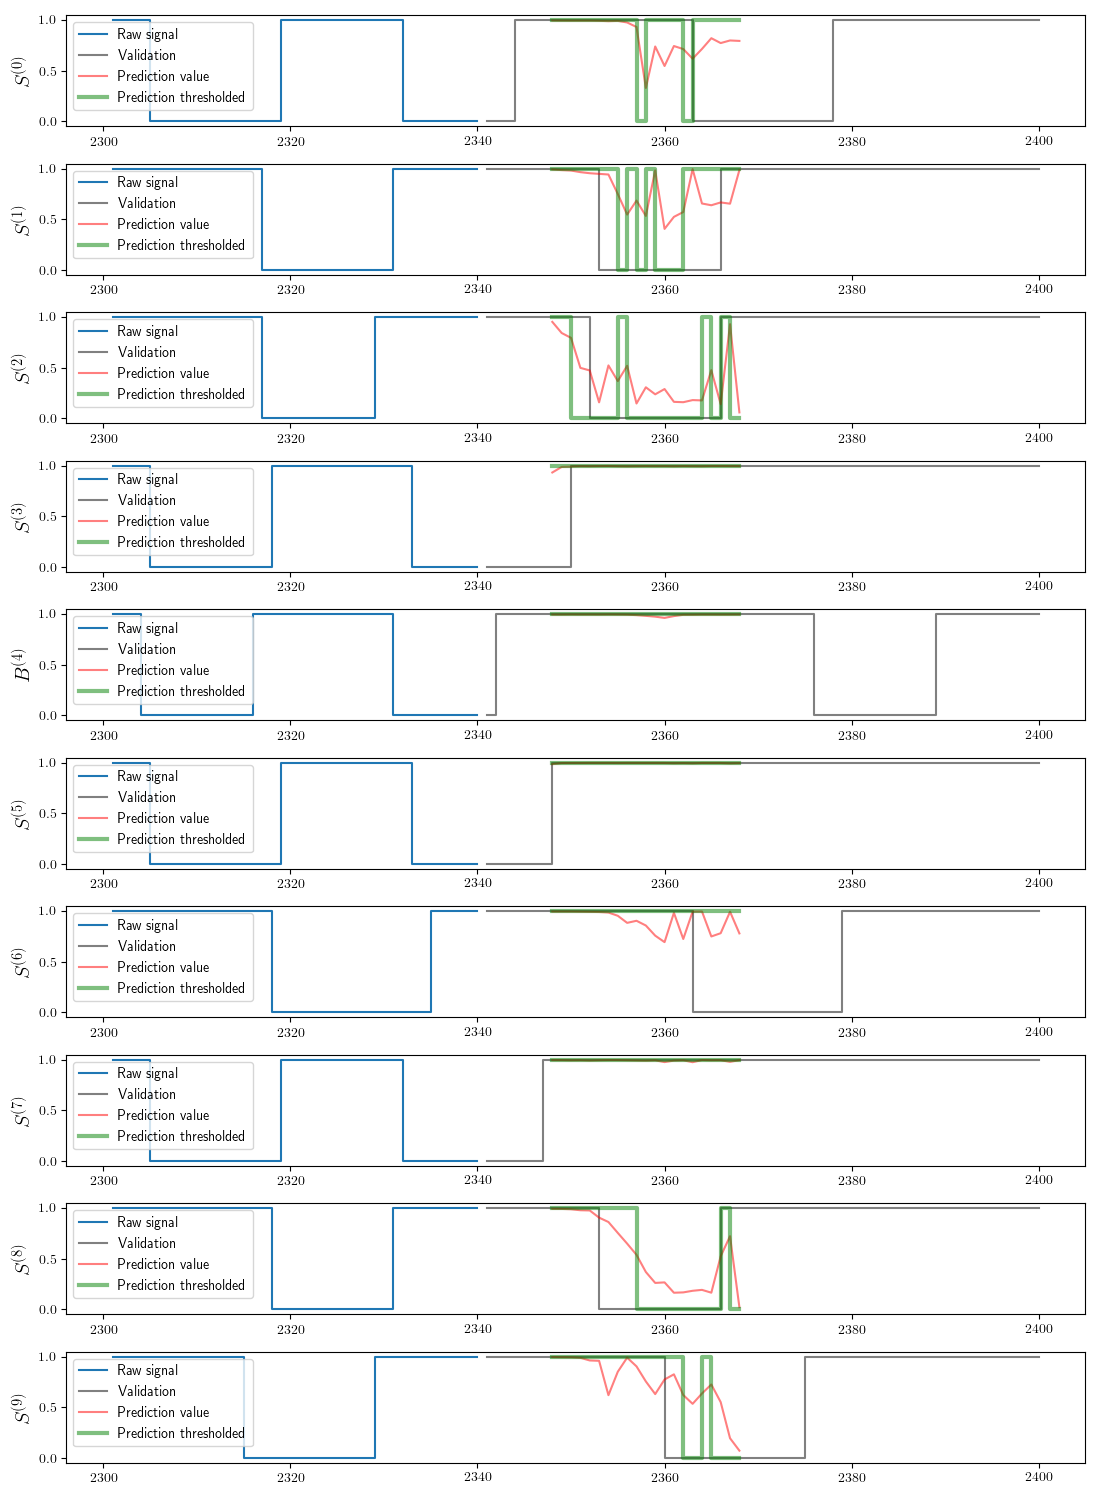 1.0
0.5
0.0
S^(0)
Raw signal
Validation
Prediction value
Prediction thresholded
2300 2320 2340 2360 2380 2400
1.0
0.5
0.0
S^(1)
Raw signal
Validation
Prediction value
Prediction thresholded
2300 2320 2340 2360 2380 2400
1.0
0.5
0.0
S^(2)
Raw signal
Validation
Prediction value
Prediction thresholded
2300 2320 2340 2360 2380 2400
1.0
0.5
0.0
S^(3)
Raw signal
Validation
Prediction value
Prediction thresholded
2300 2320 2340 2360 2380 2400
1.0
0.5
0.0
B^(4)
Raw signal
Validation
Prediction value
Prediction thresholded
2300 2320 2340 2360 2380 2400
1.0
0.5
0.0
S^(5)
Raw signal
Validation
Prediction value
Prediction thresholded
2300 2320 2340 2360 2380 2400
1.0
0.5
0.0
S^(6)
Raw signal
Validation
Prediction value
Prediction thresholded
2300 2320 2340 2360 2380 2400
1.0
0.5
0.0
S^(7)
Raw signal
Validation
Prediction value
Prediction thresholded
2300 2320 2340 2360 2380 2400
1.0
0.5
0.0
S^(8)
Raw signal
Validation
Prediction value
Prediction thresholded
2300 2320 2340 2360 2380 2400
1.0
0.5
0.0
S^(9)
Raw signal
Validation
Prediction value
Prediction thresholded
2300 2320 2340 2360 2380 2400